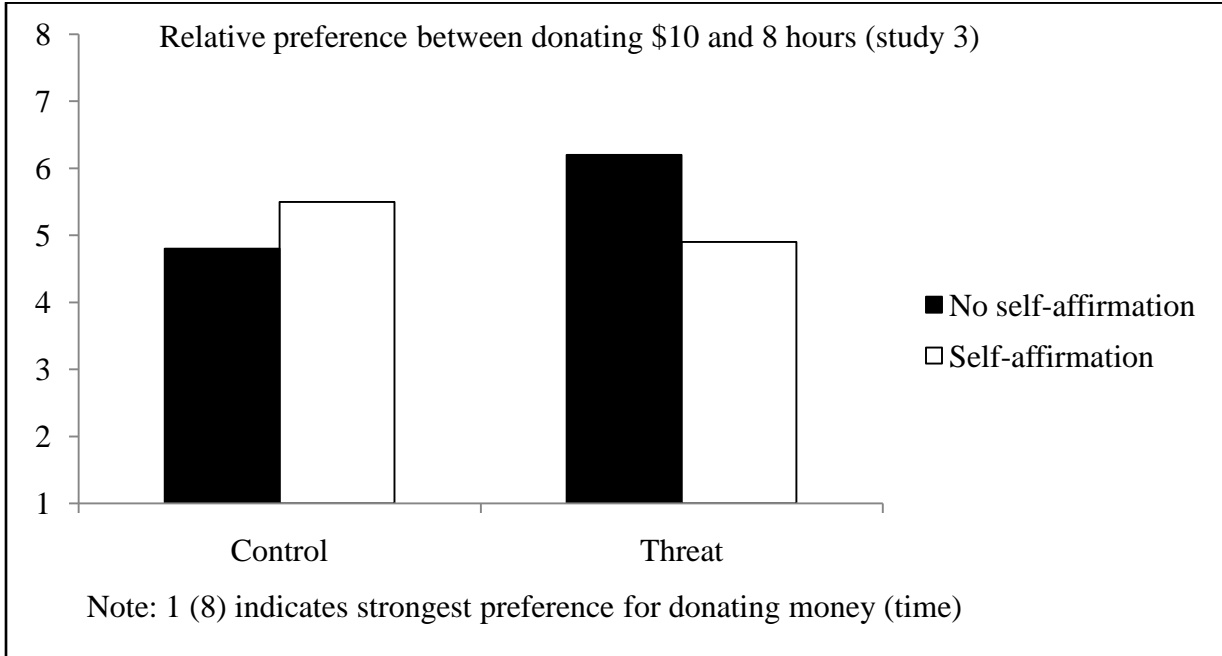 Relative preference between donating $10 and 8 hours (study 3)
8
7
6
5
4
3
2
1
Control
Threat
No self-affirmation
Self-affirmation
Note: 1 (8) indicates strongest preference for donating money (time)